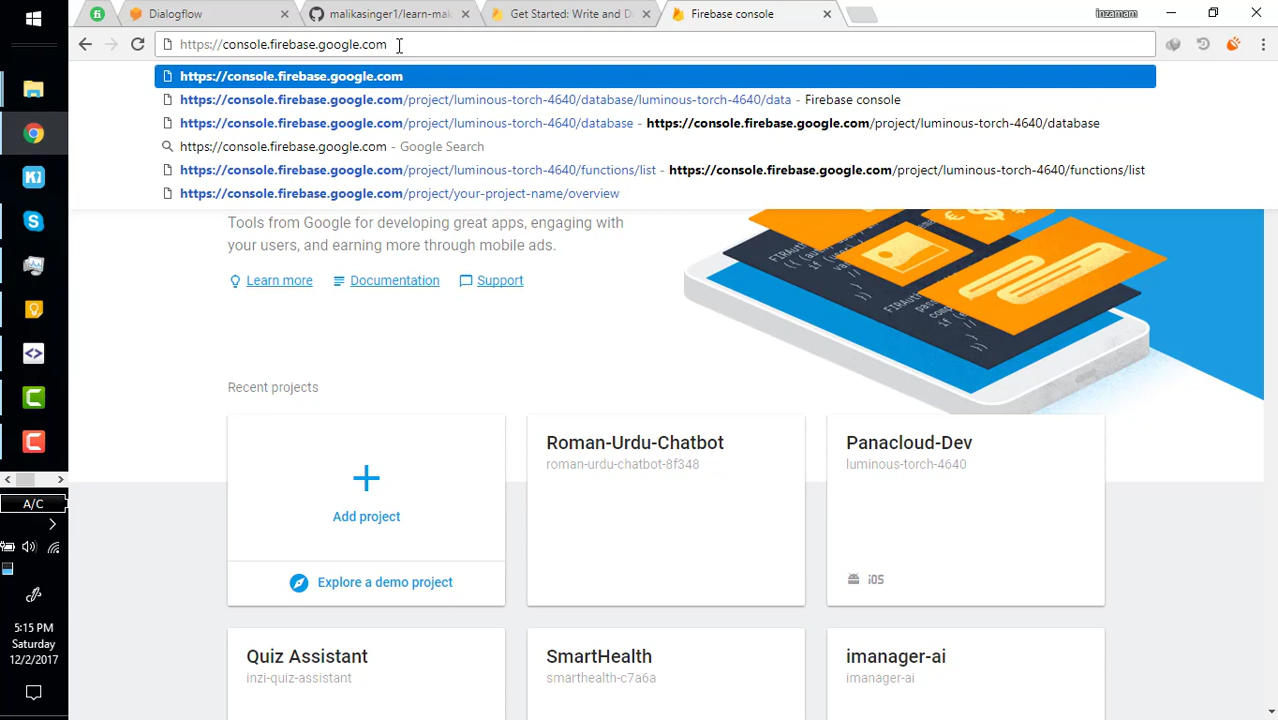 Dialogflow
malikasinger1/learn-mak
Get Started: Write and D
Firebase console
inzamam
https://console.firebase.google.com
https://console.firebase.google.com
https://console.firebase.google.com/project/luminous-torch-4640/database/luminous-torch-4640/data - Firebase console
https://console.firebase.google.com/project/luminous-torch-4640/database - https://console.firebase.google.com/project/luminous-torch-4640/database
https://console.firebase.google.com - Google Search
https://console.firebase.google.com/project/luminous-torch-4640/functions/list - https://console.firebase.google.com/project/luminous-torch-4640/functions/list
https://console.firebase.google.com/project/your-project-name/overview
Tools from Google for developing great apps, engaging with
your users, and earning more through mobile ads.
Learn more
Documentation
Support
Recent projects
Add project
Explore a demo project
Roman-Urdu-Chatbot
roman-urdu-chatbot-8f348
Panacloud-Dev
luminous-torch-4640
iOS
Quiz Assistant
inzi-quiz-assistant
SmartHealth
smarthealth-c7a6a
imanager-ai
imanager-ai
A/C
5:15 PM
Saturday
12/2/2017